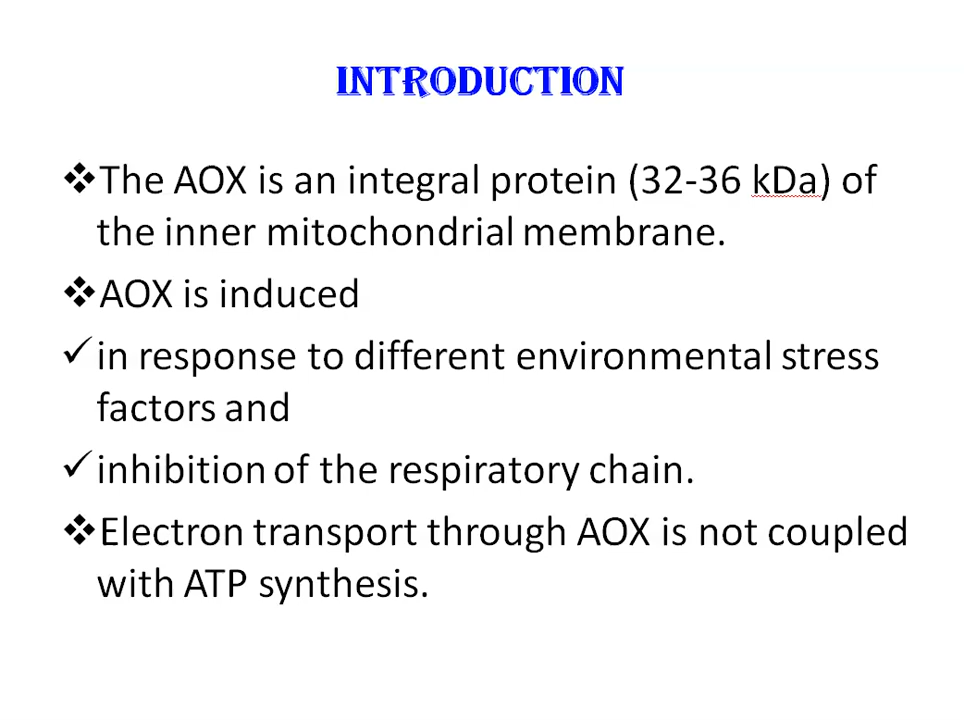 INTRODUCTION
❖The AOX is an integral protein (32-36 kDa) of
the inner mitochondrial membrane.
❖AOX is induced
✓in response to different environmental stress
factors and
✓inhibition of the respiratory chain.
❖Electron transport through AOX is not coupled
with ATP synthesis.